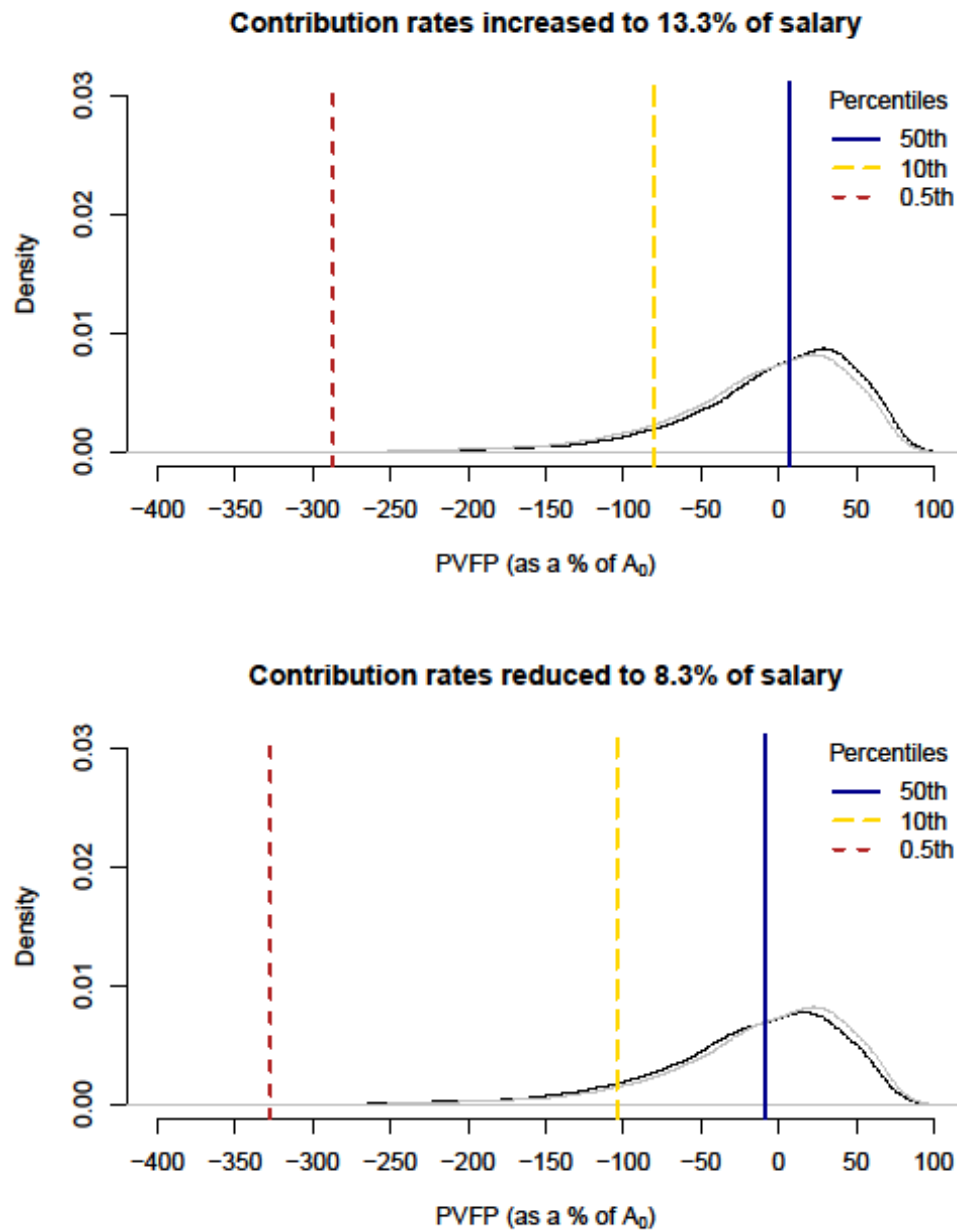 Contribution rates increased to 13.3% of salary
Percentiles
50th
10th
0.5th
Density
0.03
0.02
0.01
0.00
−400 −350 −300 −250 −200 −150 −100 −50 0 50 100
PVFP (as a % of A₀)
Contribution rates reduced to 8.3% of salary
Percentiles
50th
10th
0.5th
Density
0.03
0.02
0.01
0.00
−400 −350 −300 −250 −200 −150 −100 −50 0 50 100
PVFP (as a % of A₀)